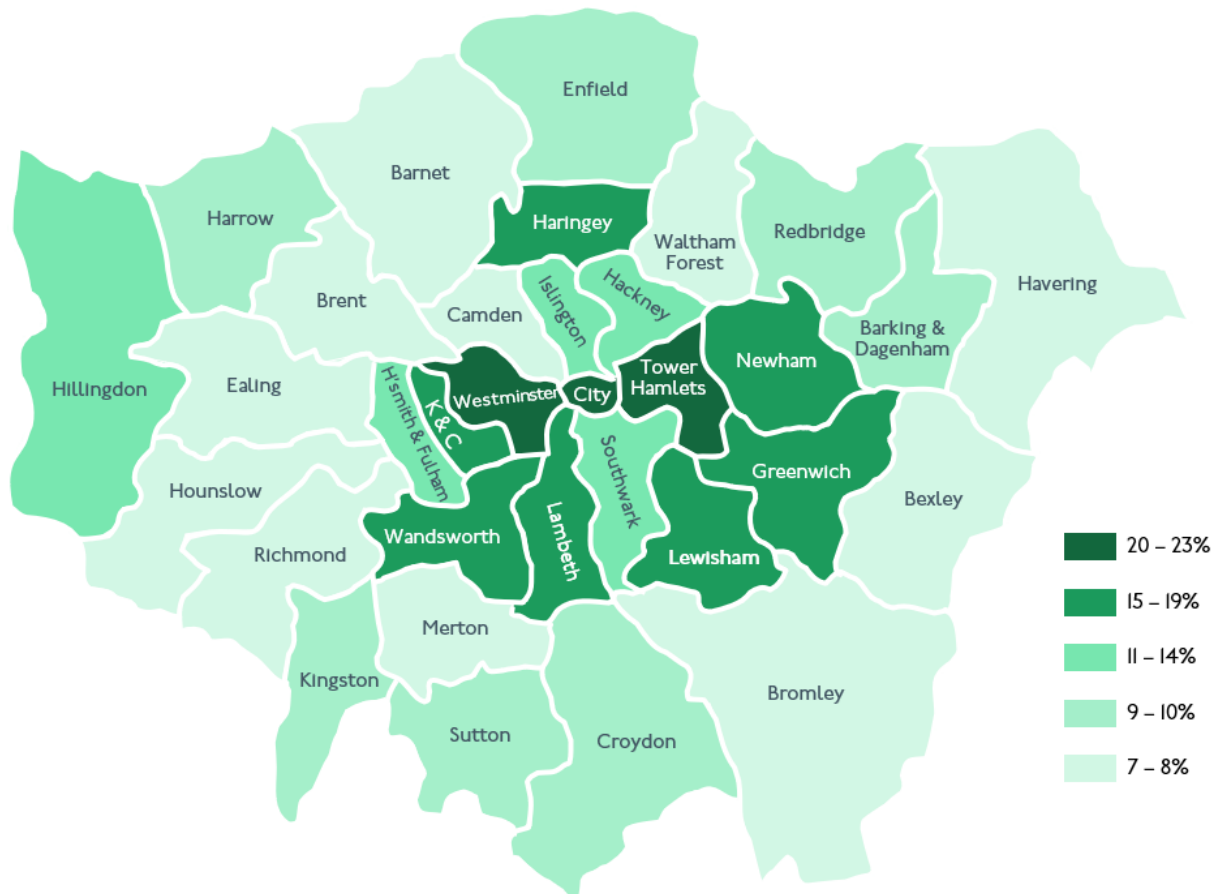 Enfield
Barnet
Harrow
Haringey
Waltham
Forest
Redbridge
Havering
Brent
Camden
Islington
Hackney
Barking &
Dagenham
Hillingdon
Ealing
H'smith & Fulham
K & C
Westminster
City
Tower
Hamlets
Newham
Hounslow
Richmond
Wandsworth
Lambeth
Southwark
Lewisham
Greenwich
Bexley
Merton
Kingston
Sutton
Croydon
Bromley
20 – 23%
15 – 19%
11 – 14%
9 – 10%
7 – 8%